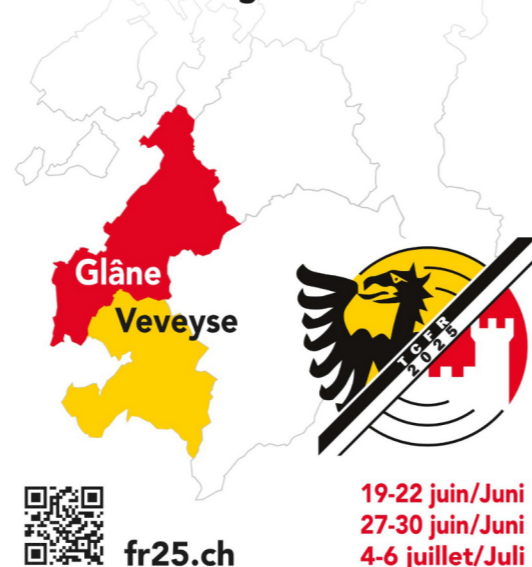 Glâne
Veveyse
TCFR
2025
19-22 juin/Juni
27-30 juin/Juni
4-6 juillet/Juli
fr25.ch